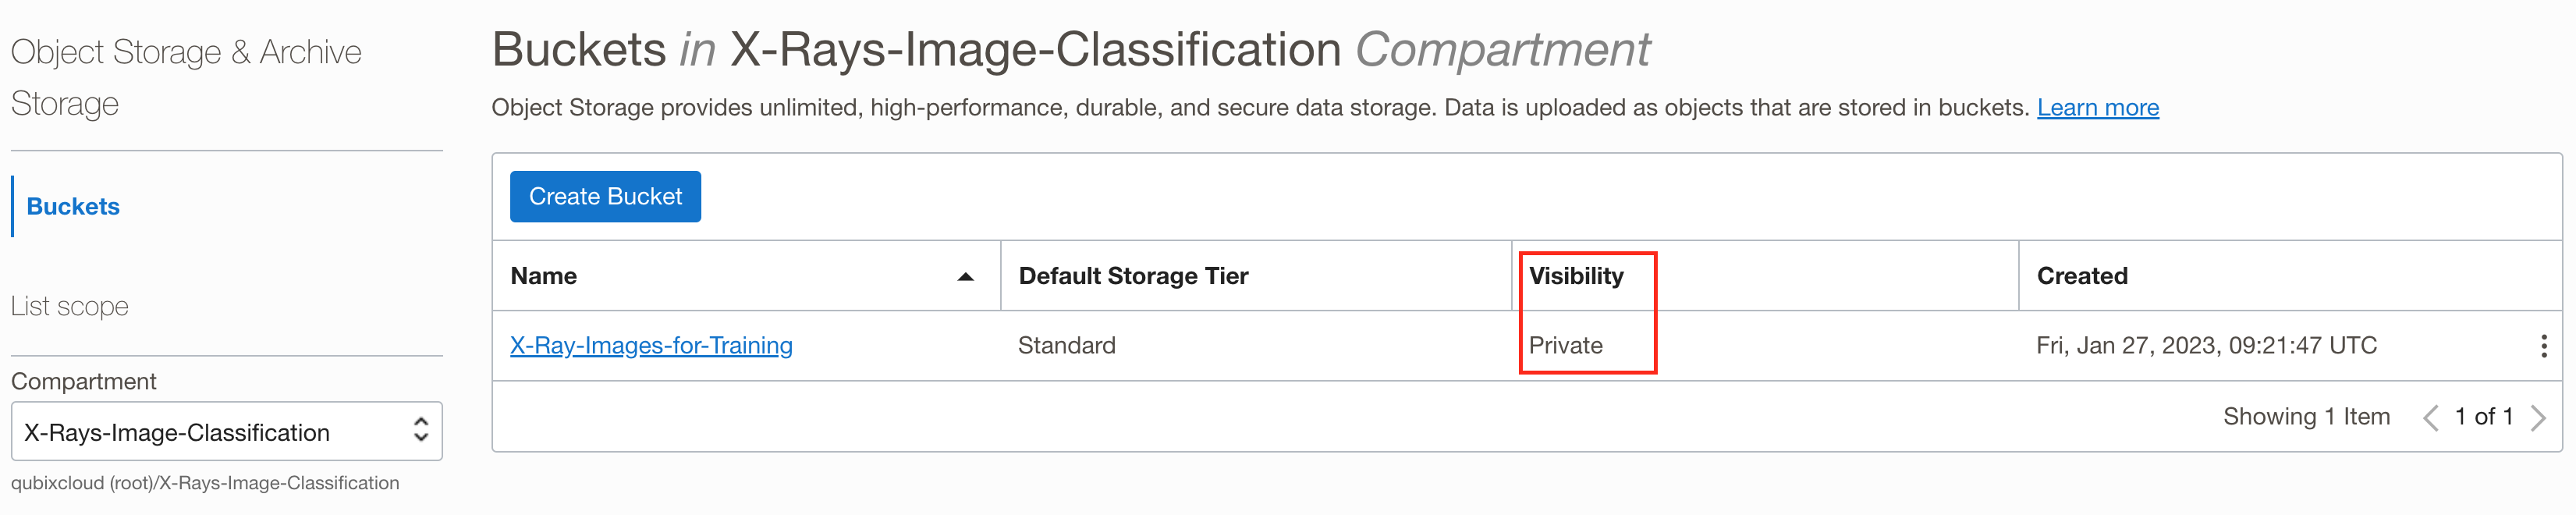 Object Storage & Archive
Storage
Buckets
List scope
Compartment
X-Rays-Image-Classification
qubixcloud (root)/X-Rays-Image-Classification
Buckets in X-Rays-Image-Classification Compartment
Object Storage provides unlimited, high-performance, durable, and secure data storage. Data is uploaded as objects that are stored in buckets. Learn more
Create Bucket
Name Default Storage Tier Visibility Created
X-Ray-Images-for-Training Standard Private Fri, Jan 27, 2023, 09:21:47 UTC
Showing 1 Item 1 of 1